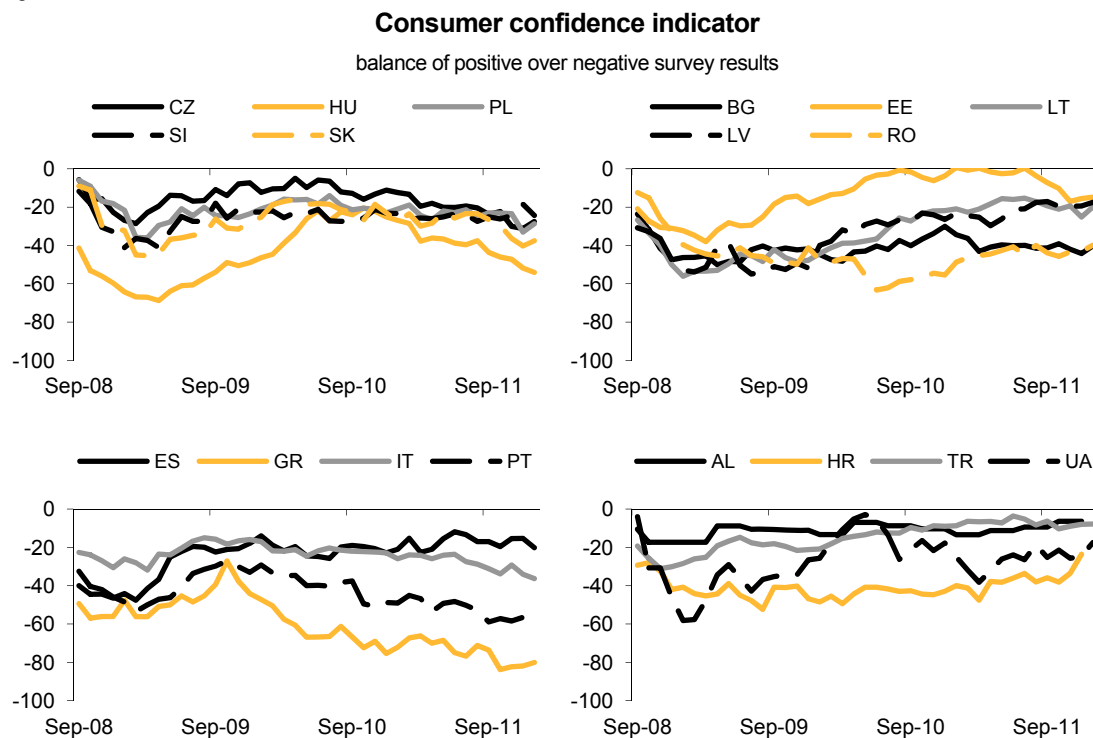 Consumer confidence indicator
balance of positive over negative survey results
CZ HU PL
SI SK
0
-20
-40
-60
-80
-100
Sep-08 Sep-09 Sep-10 Sep-11
BG EE LT
LV RO
0
-20
-40
-60
-80
-100
Sep-08 Sep-09 Sep-10 Sep-11
ES GR IT PT
0
-20
-40
-60
-80
-100
Sep-08 Sep-09 Sep-10 Sep-11
AL HR TR UA
0
-20
-40
-60
-80
-100
Sep-08 Sep-09 Sep-10 Sep-11